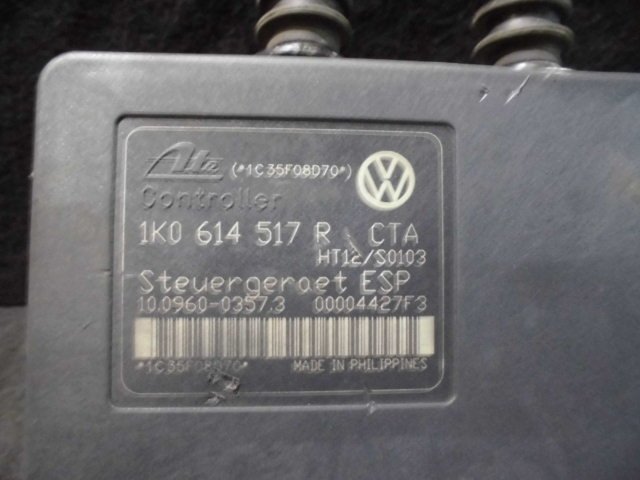 Ate (*1C35F08D70*)
Controller
1K0 614 517 R CTA
HT12/S0103
Steuergeraet ESP
10.0960-0357.3 00004427F3
*1C35F08D70* MADE IN PHILIPPINES